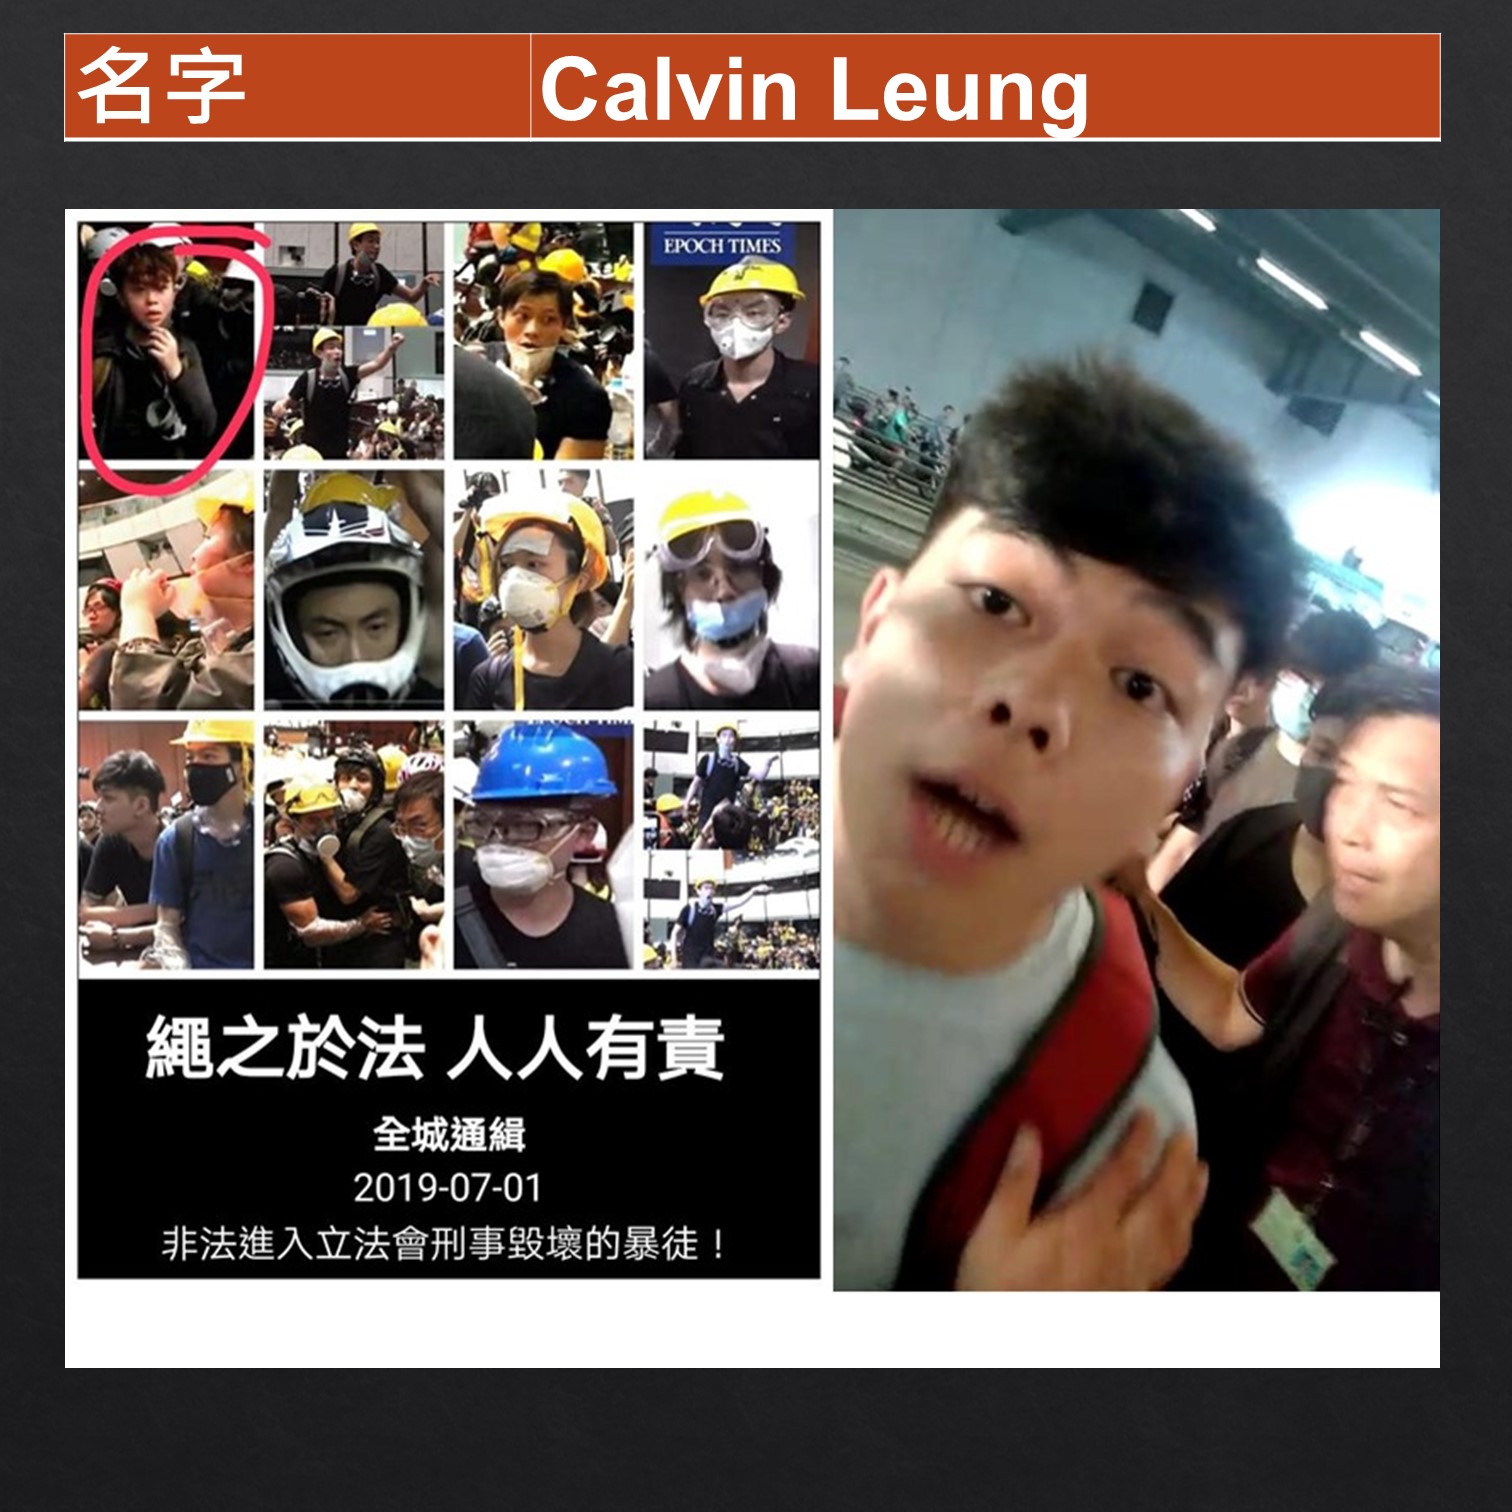 名字 Calvin Leung
EPOCH TIMES
繩之於法 人人有責
全城通緝
2019-07-01
非法進入立法會刑事毀壞的暴徒！